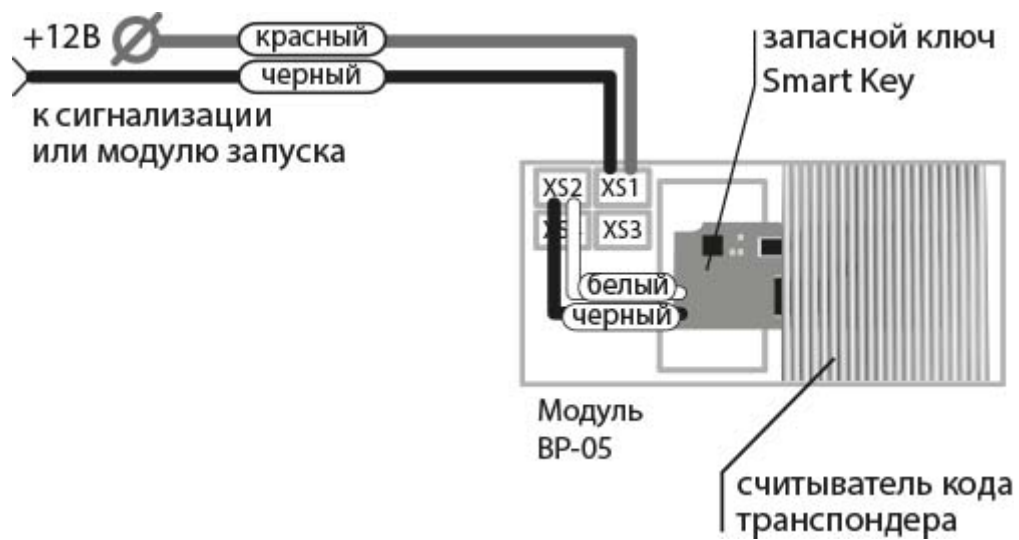 +12В
красный
черный
к сигнализации
или модулю запуска
запасной ключ
Smart Key
XS2
XS1
XS3
белый
черный
Модуль
BP-05
считыватель кода
транспондера